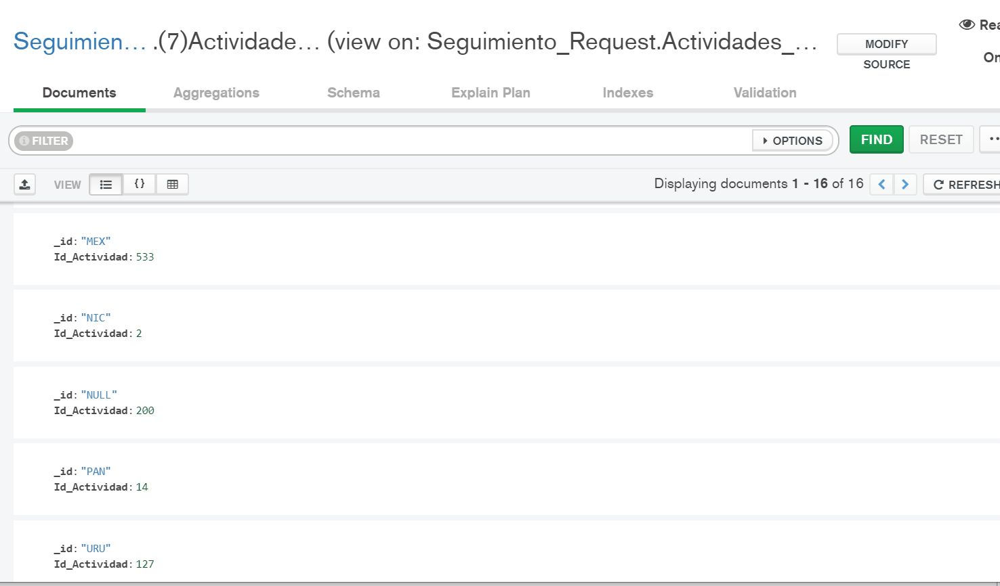 Seguimien… .(7)Actividade… (view on: Seguimiento_Request.Actividades_…
MODIFY SOURCE
Rea
On
Documents Aggregations Schema Explain Plan Indexes Validation
FILTER OPTIONS FIND RESET
VIEW { } Displaying documents 1 - 16 of 16 REFRESH
_id: "MEX"
Id_Actividad: 533
_id: "NIC"
Id_Actividad: 2
_id: "NULL"
Id_Actividad: 200
_id: "PAN"
Id_Actividad: 14
_id: "URU"
Id_Actividad: 127